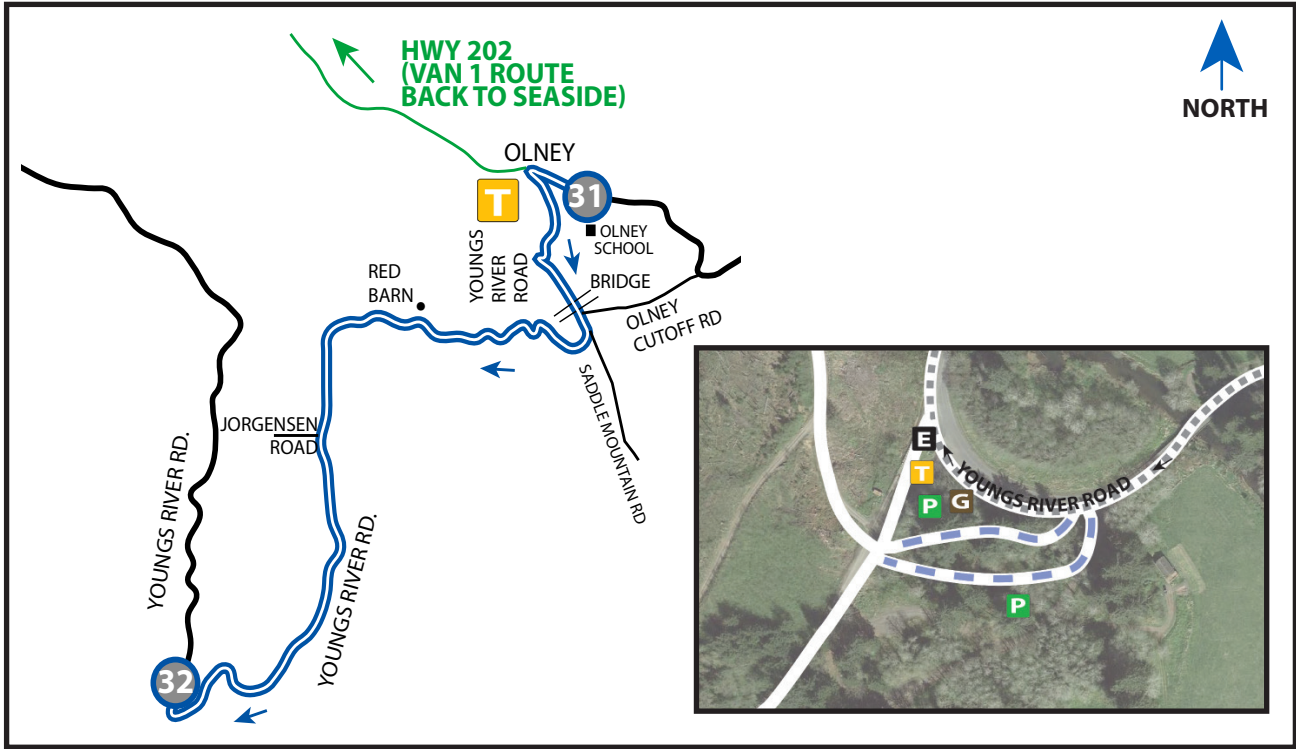 HWY 202
(VAN 1 ROUTE
BACK TO SEASIDE)
NORTH
OLNEY
T
31
OLNEY
SCHOOL
YOUNGS
RIVER
ROAD
RED
BARN
BRIDGE
OLNEY
CUTOFF RD
SADDLE MOUNTAIN RD
JORGENSEN
ROAD
YOUNGS RIVER RD.
YOUNGS RIVER RD.
32
E
T
P
G
YOUNGS RIVER ROAD
P